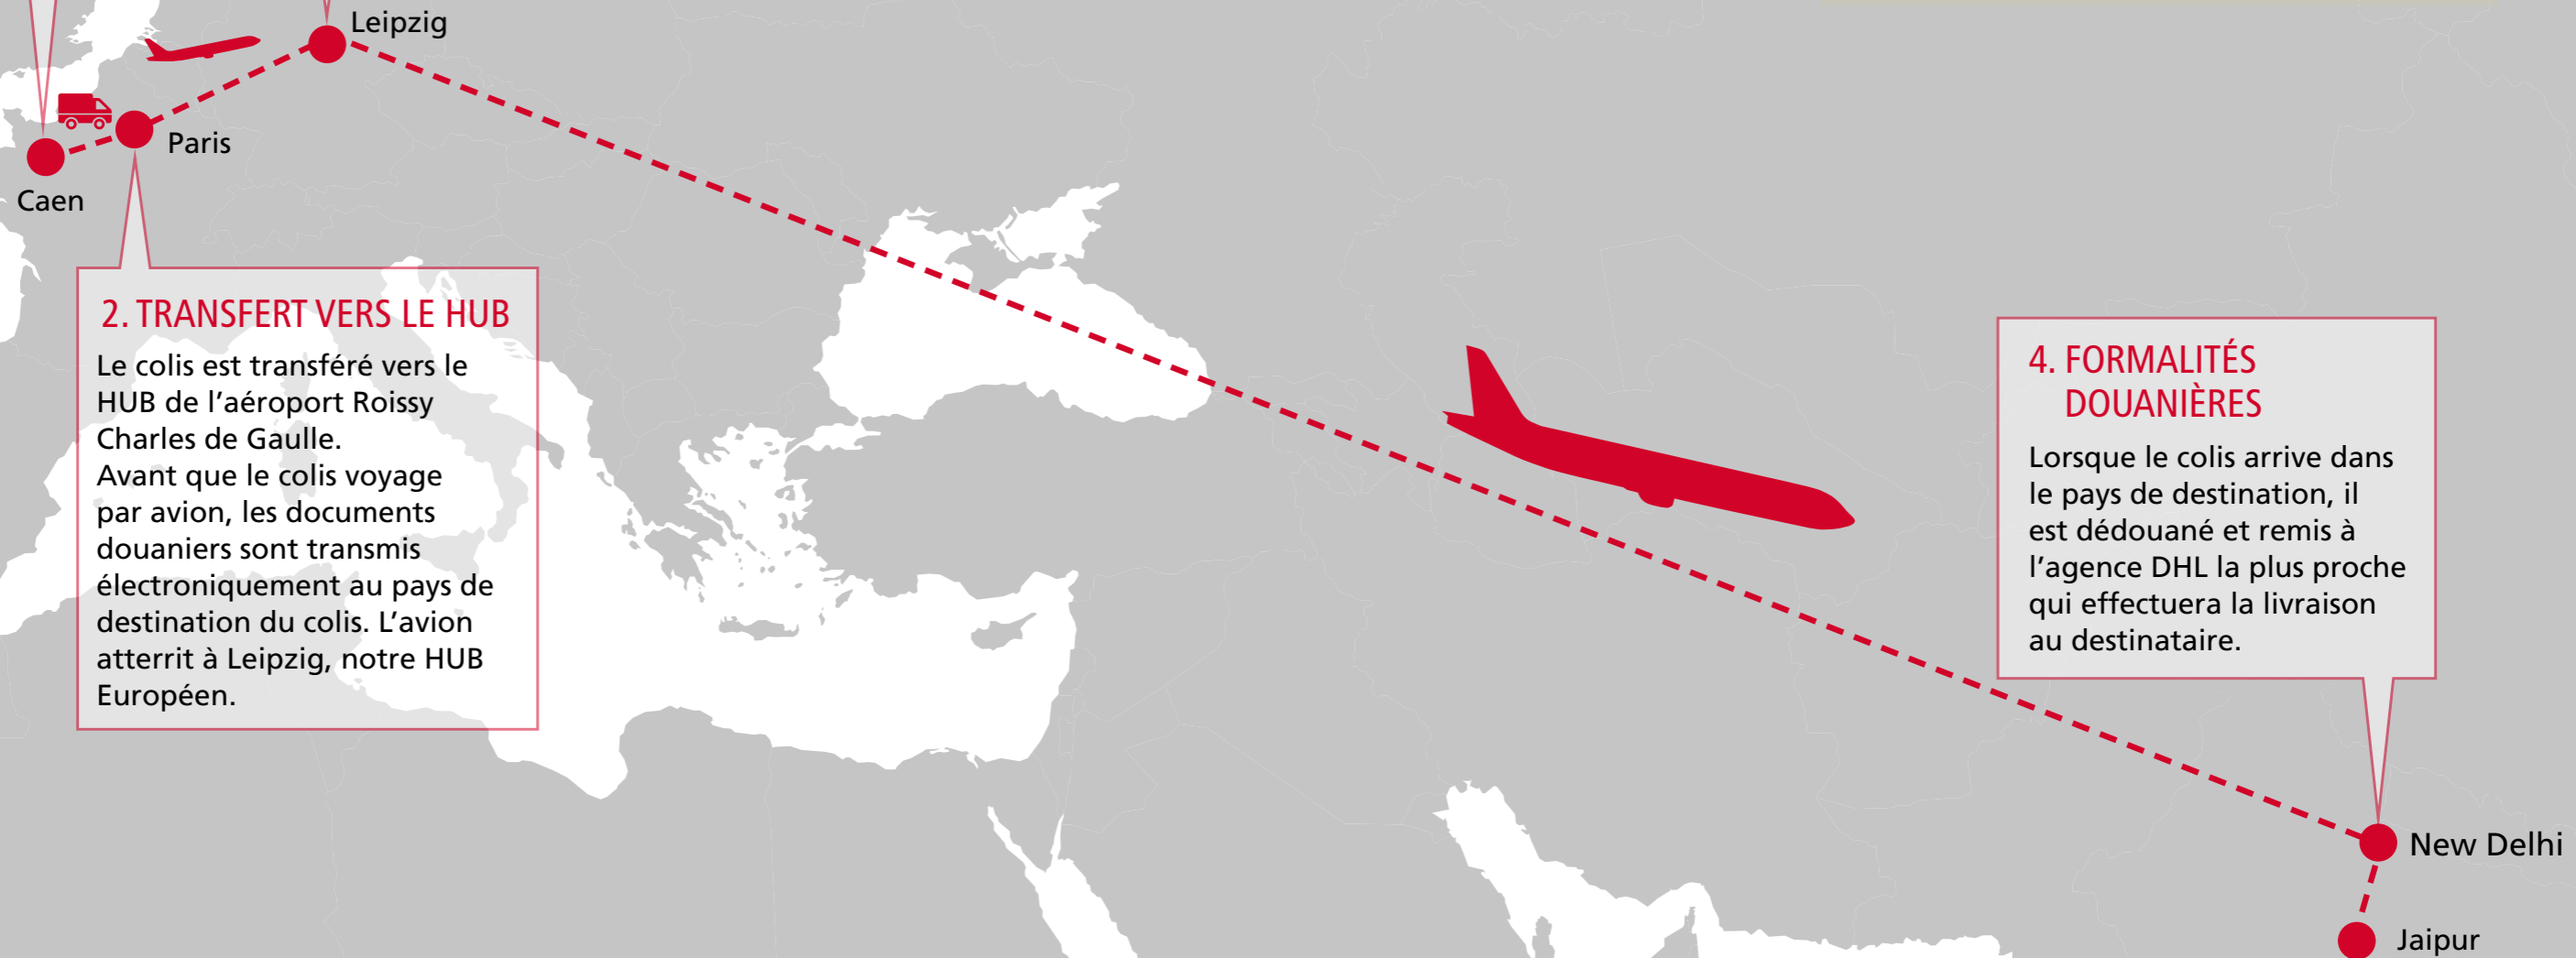 Leipzig
Paris
Caen
2. TRANSFERT VERS LE HUB
Le colis est transféré vers le
HUB de l’aéroport Roissy
Charles de Gaulle.
Avant que le colis voyage
par avion, les documents
douaniers sont transmis
électroniquement au pays de
destination du colis. L’avion
atterrit à Leipzig, notre HUB
Européen.
4. FORMALITÉS
DOUANIÈRES
Lorsque le colis arrive dans
le pays de destination, il
est dédouané et remis à
l’agence DHL la plus proche
qui effectuera la livraison
au destinataire.
New Delhi
Jaipur